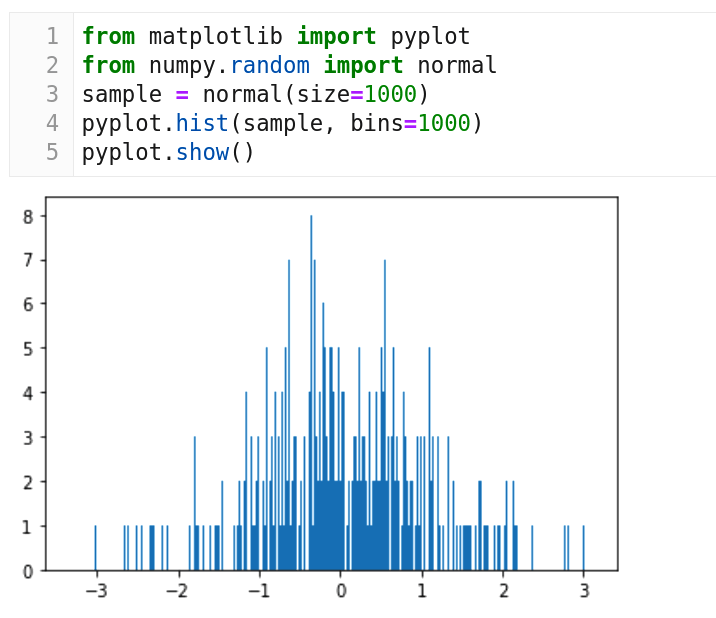 1 from matplotlib import pyplot
2 from numpy.random import normal
3 sample = normal(size=1000)
4 pyplot.hist(sample, bins=1000)
5 pyplot.show()
8
7
6
5
4
3
2
1
0
−3 −2 −1 0 1 2 3